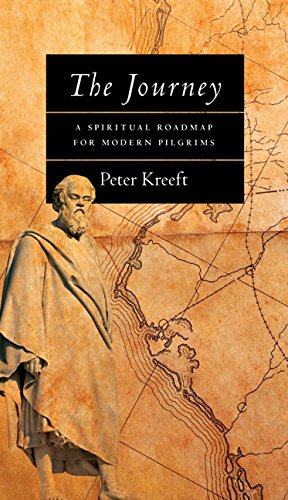 The Journey
A SPIRITUAL ROADMAP
FOR MODERN PILGRIMS
Peter Kreeft